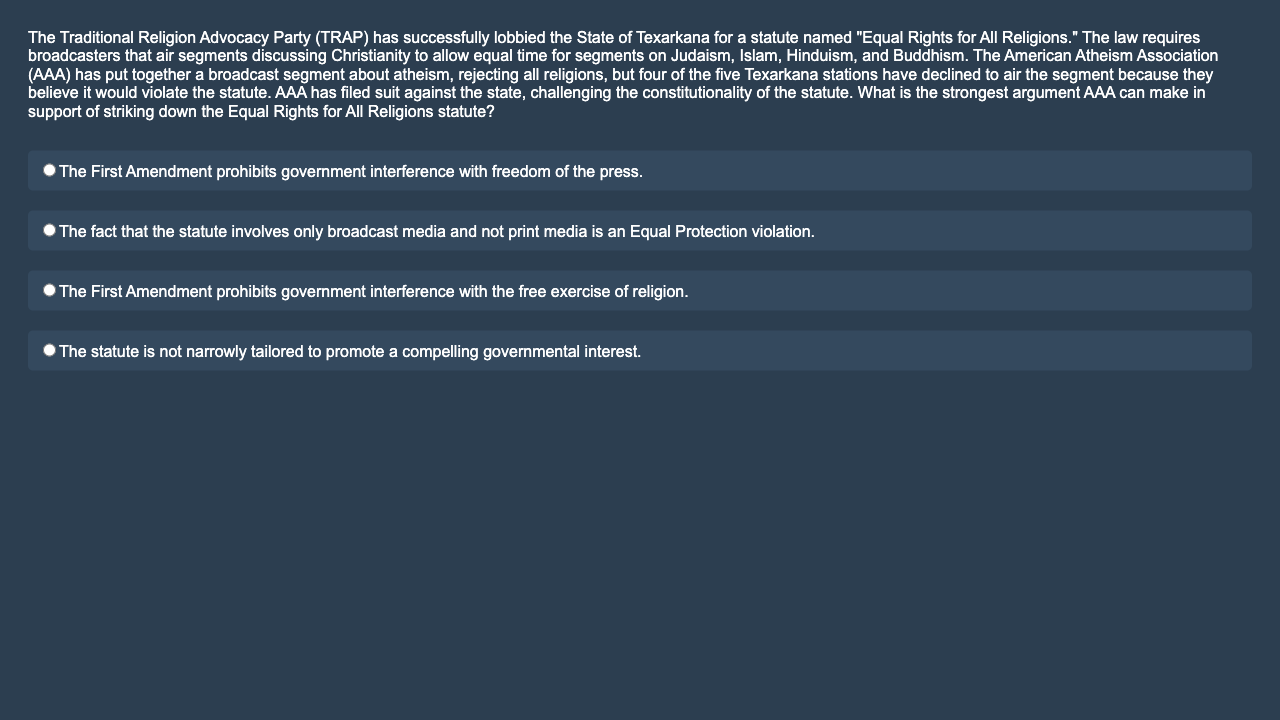 The Traditional Religion Advocacy Party (TRAP) has successfully lobbied the State of Texarkana for a statute named "Equal Rights for All Religions." The law requires
broadcasters that air segments discussing Christianity to allow equal time for segments on Judaism, Islam, Hinduism, and Buddhism. The American Atheism Association
(AAA) has put together a broadcast segment about atheism, rejecting all religions, but four of the five Texarkana stations have declined to air the segment because they
believe it would violate the statute. AAA has filed suit against the state, challenging the constitutionality of the statute. What is the strongest argument AAA can make in
support of striking down the Equal Rights for All Religions statute?
The First Amendment prohibits government interference with freedom of the press.
The fact that the statute involves only broadcast media and not print media is an Equal Protection violation.
The First Amendment prohibits government interference with the free exercise of religion.
The statute is not narrowly tailored to promote a compelling governmental interest.